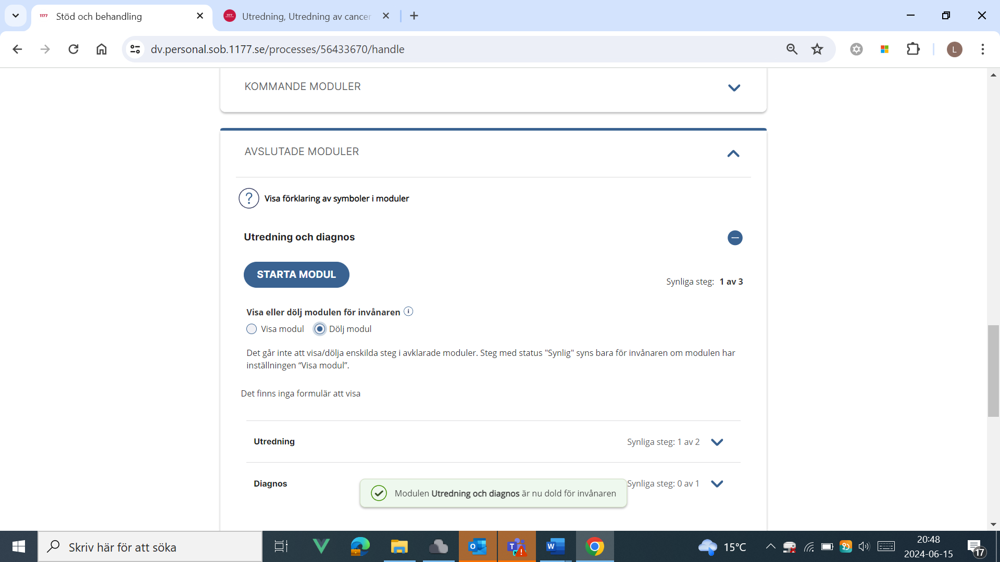 1177 Stöd och behandling
Utredning, Utredning av cancer
dv.personal.sob.1177.se/processes/56433670/handle
L
KOMMANDE MODULER
AVSLUTADE MODULER
? Visa förklaring av symboler i moduler
Utredning och diagnos
STARTA MODUL
Synliga steg: 1 av 3
Visa eller dölj modulen för invånaren i
Visa modul Dölj modul
Det går inte att visa/dölja enskilda steg i avklarade moduler. Steg med status "Synlig" syns bara för invånaren om modulen har
inställningen “Visa modul”.
Det finns inga formulär att visa
Utredning Synliga steg: 1 av 2
Diagnos Synliga steg: 0 av 1
Modulen Utredning och diagnos är nu dold för invånaren
Skriv här för att söka
15°C
20:48
2024-06-15
17